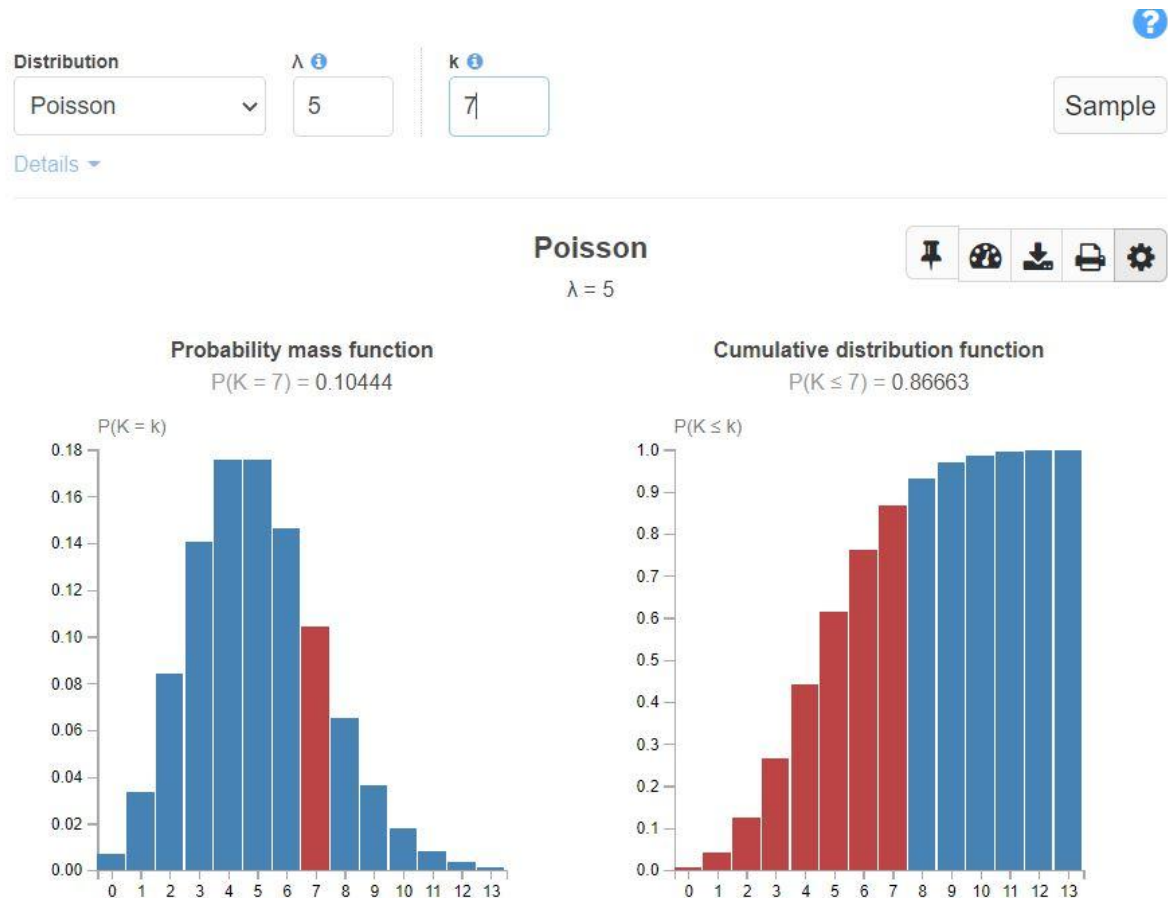 ?
Distribution λ i k i
Poisson 5 7 Sample
Details
Poisson
λ = 5
Probability mass function
P(K = 7) = 0.10444
P(K = k)
0.18
0.16
0.14
0.12
0.10
0.08
0.06
0.04
0.02
0.00
0 1 2 3 4 5 6 7 8 9 10 11 12 13
Cumulative distribution function
P(K ≤ 7) = 0.86663
P(K ≤ k)
1.0
0.9
0.8
0.7
0.6
0.5
0.4
0.3
0.2
0.1
0.0
0 1 2 3 4 5 6 7 8 9 10 11 12 13